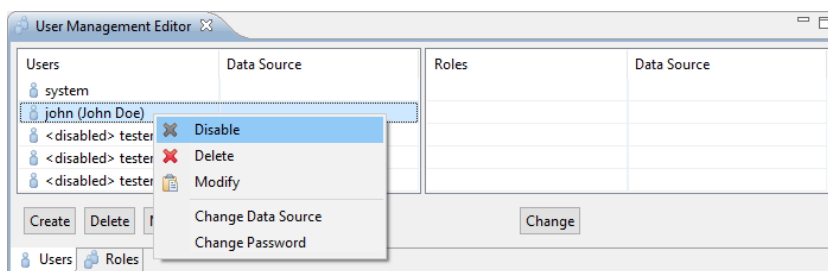 User Management Editor
Users Data Source Roles Data Source
system
john (John Doe)
<disabled> tester
<disabled> tester
<disabled> tester
Disable
Delete
Modify
Change Data Source
Change Password
Create Delete Change
Users Roles